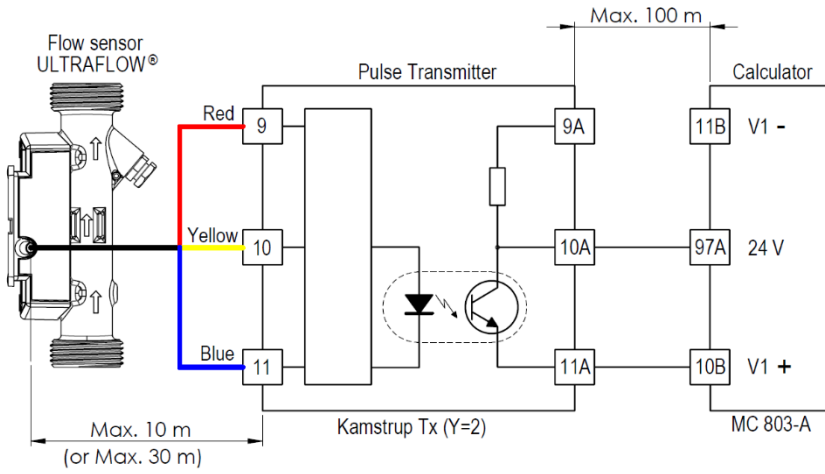 Max. 100 m
Flow sensor
ULTRAFLOW®
Pulse Transmitter
Calculator
Red
9
9A
11B
V1 -
Yellow
10
10A
97A
24 V
Blue
11
11A
10B
V1 +
Max. 10 m
(or Max. 30 m)
Kamstrup Tx (Y=2)
MC 803-A